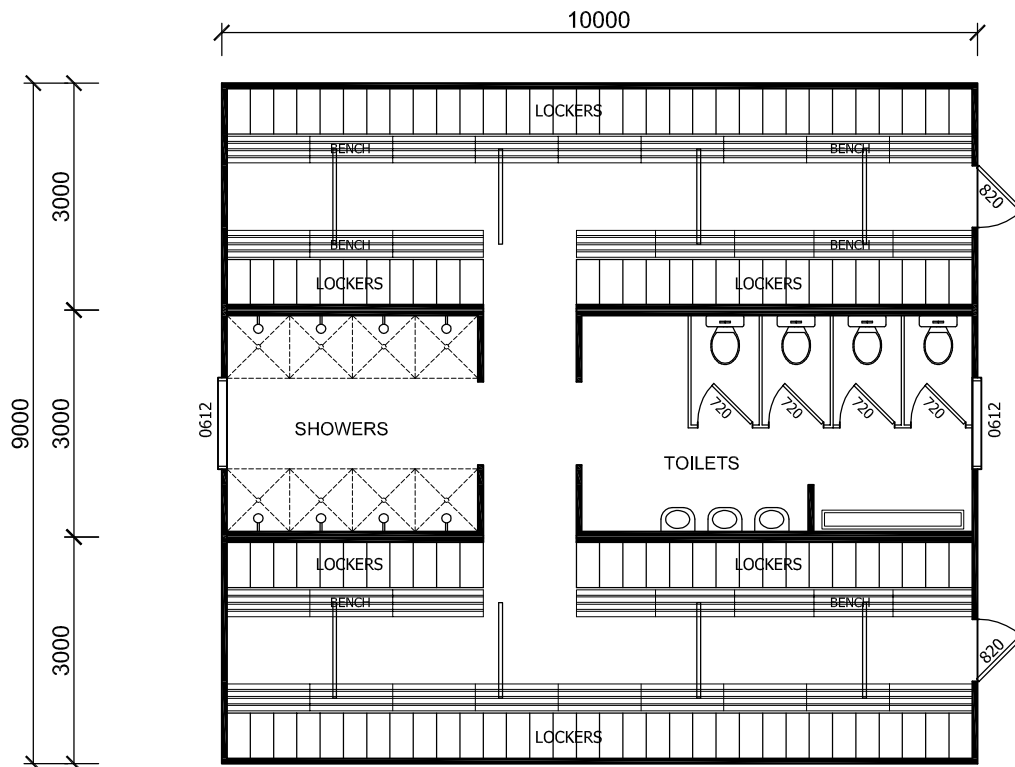 10000
LOCKERS
BENCH BENCH
3000
820
BENCH BENCH
LOCKERS LOCKERS
720 720 720 720
9000
3000
0612
SHOWERS
0612
TOILETS
LOCKERS LOCKERS
BENCH BENCH
3000
820
LOCKERS